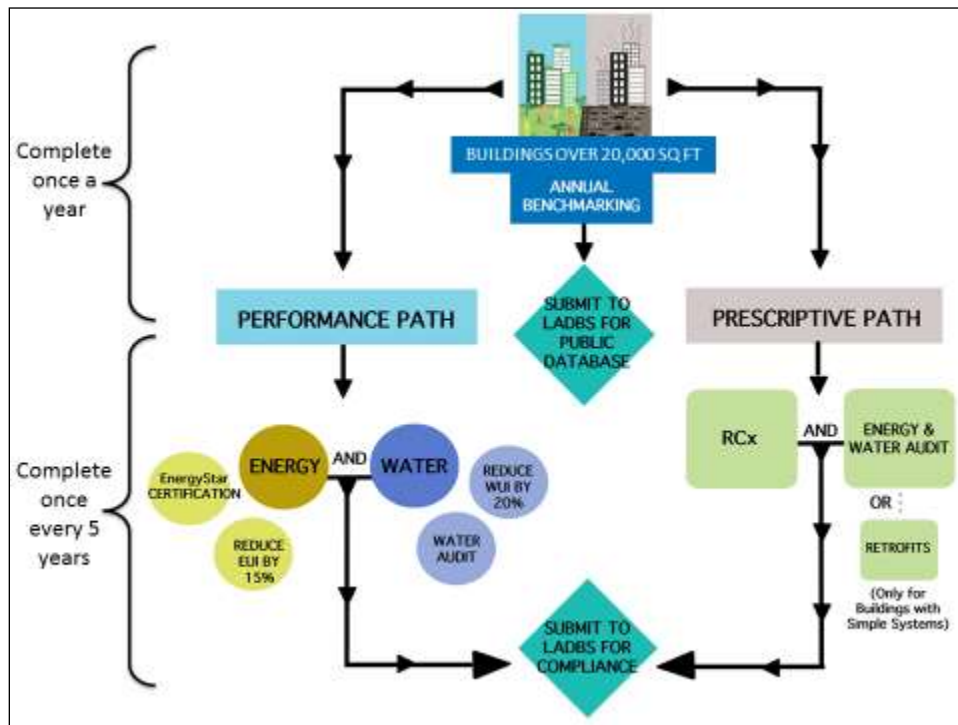 Complete
once a
year
BUILDINGS OVER 20,000 SQ FT
ANNUAL
BENCHMARKING
PERFORMANCE PATH
SUBMIT TO
LADBS FOR
PUBLIC
DATABASE
PRESCRIPTIVE PATH
Complete
once
every 5
years
EnergyStar
CERTIFICATION
ENERGY
AND
WATER
REDUCE
EUI BY
15%
REDUCE
WUI BY
20%
WATER
AUDIT
RCx
AND
ENERGY &
WATER AUDIT
OR
RETROFITS
(Only for
Buildings with
Simple Systems)
SUBMIT TO
LADBS FOR
COMPLIANCE